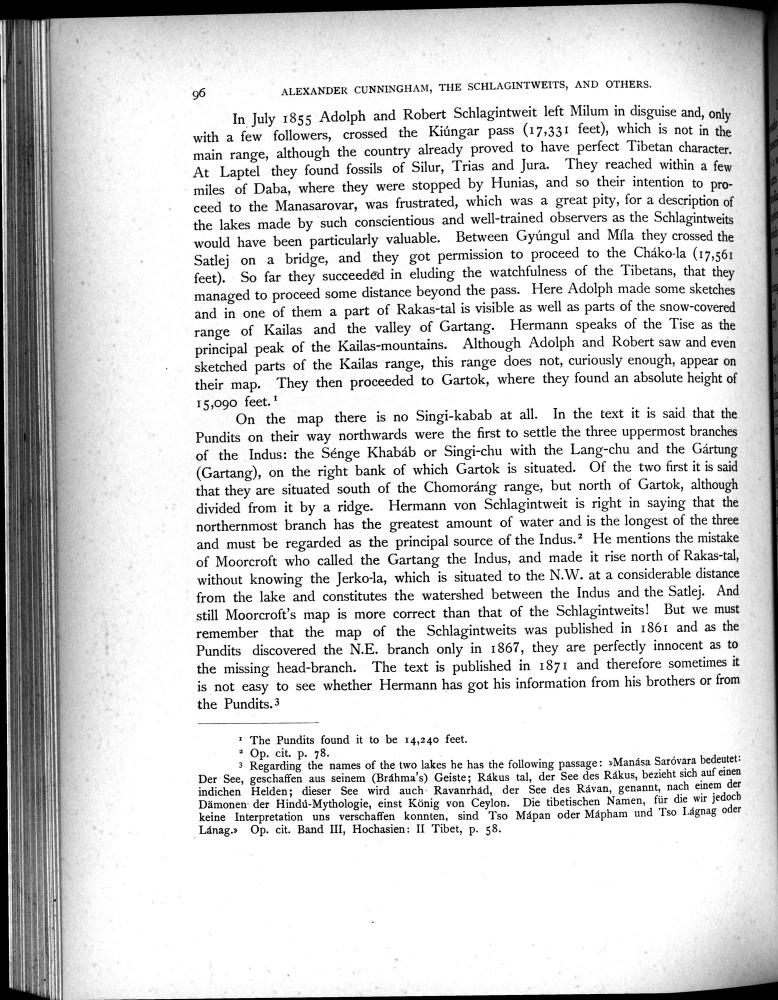 96 ALEXANDER CUNNINGHAM, THE SCHLAGINTWEITS, AND OTHERS.
In July 1855 Adolph and Robert Schlagintweit left Milum in disguise and, only
with a few followers, crossed the Kiúngar pass (17,331 feet), which is not in the
main range, although the country already proved to have perfect Tibetan character.
At Laptel they found fossils of Silur, Trias and Jura. They reached within a few
miles of Daba, where they were stopped by Hunias, and so their intention to pro-
ceed to the Manasarovar, was frustrated, which was a great pity, for a description of
the lakes made by such conscientious and well-trained observers as the Schlagintweits
would have been particularly valuable. Between Gyúngul and Míla they crossed the
Satlej on a bridge, and they got permission to proceed to the Cháko-la (17,561
feet). So far they succeeded in eluding the watchfulness of the Tibetans, that they
managed to proceed some distance beyond the pass. Here Adolph made some sketches
and in one of them a part of Rakas-tal is visible as well as parts of the snow-covered
range of Kailas and the valley of Gartang. Hermann speaks of the Tise as the
principal peak of the Kailas-mountains. Although Adolph and Robert saw and even
sketched parts of the Kailas range, this range does not, curiously enough, appear on
their map. They then proceeded to Gartok, where they found an absolute height of
15,090 feet.¹
On the map there is no Singi-kabab at all. In the text it is said that the
Pundits on their way northwards were the first to settle the three uppermost branches
of the Indus: the Sénge Khabáb or Singi-chu with the Lang-chu and the Gártung
(Gartang), on the right bank of which Gartok is situated. Of the two first it is said
that they are situated south of the Chomoráng range, but north of Gartok, although
divided from it by a ridge. Hermann von Schlagintweit is right in saying that the
northernmost branch has the greatest amount of water and is the longest of the three
and must be regarded as the principal source of the Indus.² He mentions the mistake
of Moorcroft who called the Gartang the Indus, and made it rise north of Rakas-tal,
without knowing the Jerko-la, which is situated to the N.W. at a considerable distance
from the lake and constitutes the watershed between the Indus and the Satlej. And
still Moorcroft's map is more correct than that of the Schlagintweits! But we must
remember that the map of the Schlagintweits was published in 1861 and as the
Pundits discovered the N.E. branch only in 1867, they are perfectly innocent as to
the missing head-branch. The text is published in 1871 and therefore sometimes it
is not easy to see whether Hermann has got his information from his brothers or from
the Pundits.³
¹ The Pundits found it to be 14,240 feet.
² Op. cit. p. 78.
³ Regarding the names of the two lakes he has the following passage: »Manása Saróvara bedeutet:
Der See, geschaffen aus seinem (Bráhma's) Geiste; Rákus tal, der See des Rákus, bezieht sich auf einen
indichen Helden; dieser See wird auch Ravanrhád, der See des Rávan, genannt, nach einem der
Dämonen der Hindú-Mythologie, einst König von Ceylon. Die tibetischen Namen, für die wir jedoch
keine Interpretation uns verschaffen konnten, sind Tso Mápan oder Mápham und Tso Lágnag oder
Lánag.» Op. cit. Band III, Hochasien: II Tibet, p. 58.